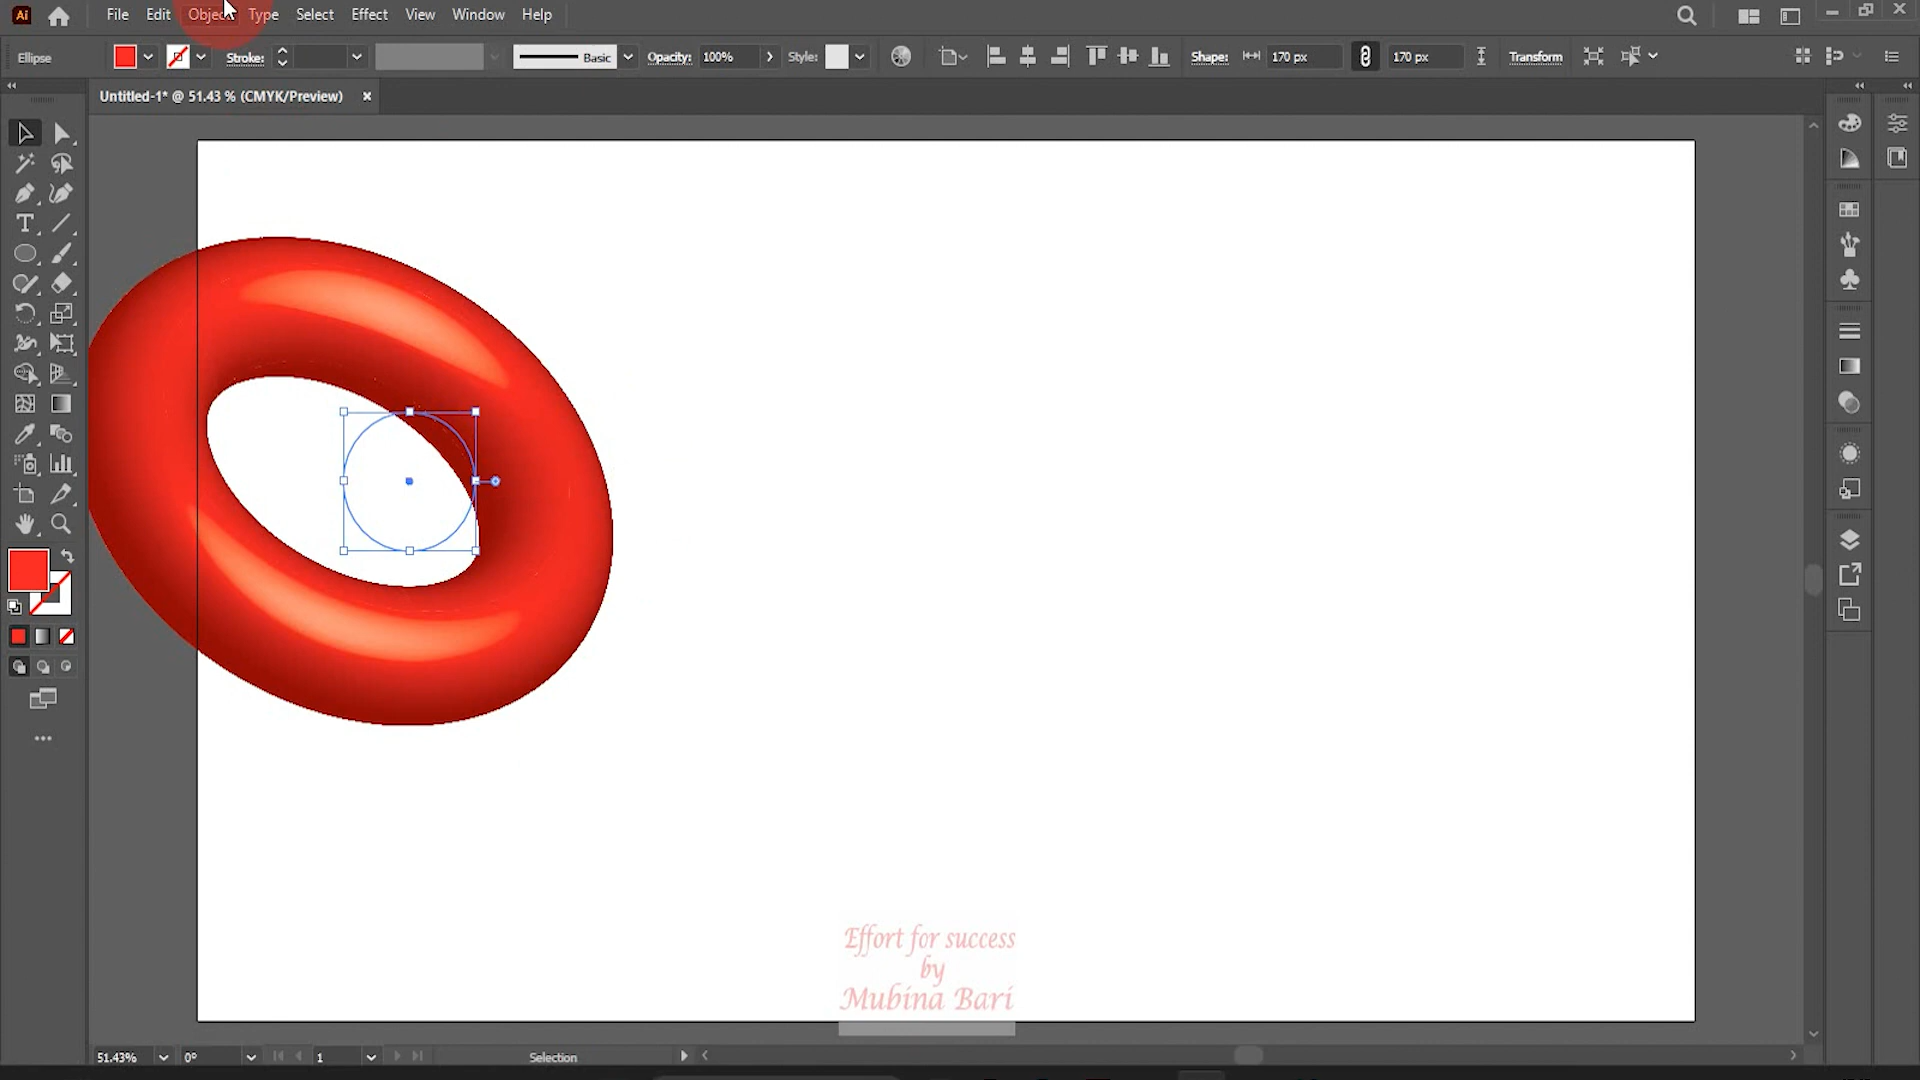 Ai File Edit Object Type Select Effect View Window Help
Ellipse Stroke: Basic Opacity: 100% Style: Shape: 170 px 170 px Transform
Untitled-1* @ 51.43 % (CMYK/Preview) ×
Effort for success
by
Mubina Bari
51.43% 0° 1 Selection